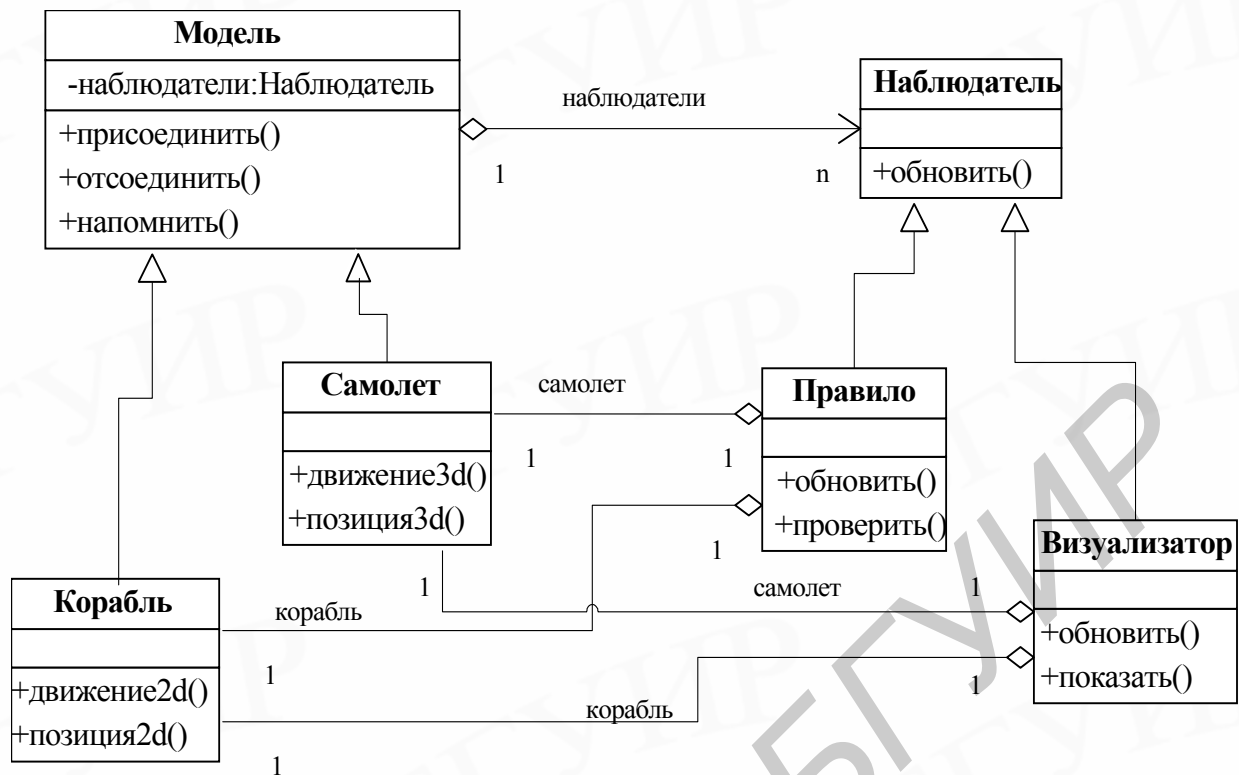 Модель
-наблюдатели:Наблюдатель
+присоединить()
+отсоединить()
+напомнить()
наблюдатели
1
n
Наблюдатель
+обновить()
Самолет
+движение3d()
+позиция3d()
самолет
1
1
Правило
+обновить()
+проверить()
1
Корабль
+движение2d()
+позиция2d()
корабль
1
1
самолет
1
Визуализатор
+обновить()
+показать()
корабль
1
1
БГУИР